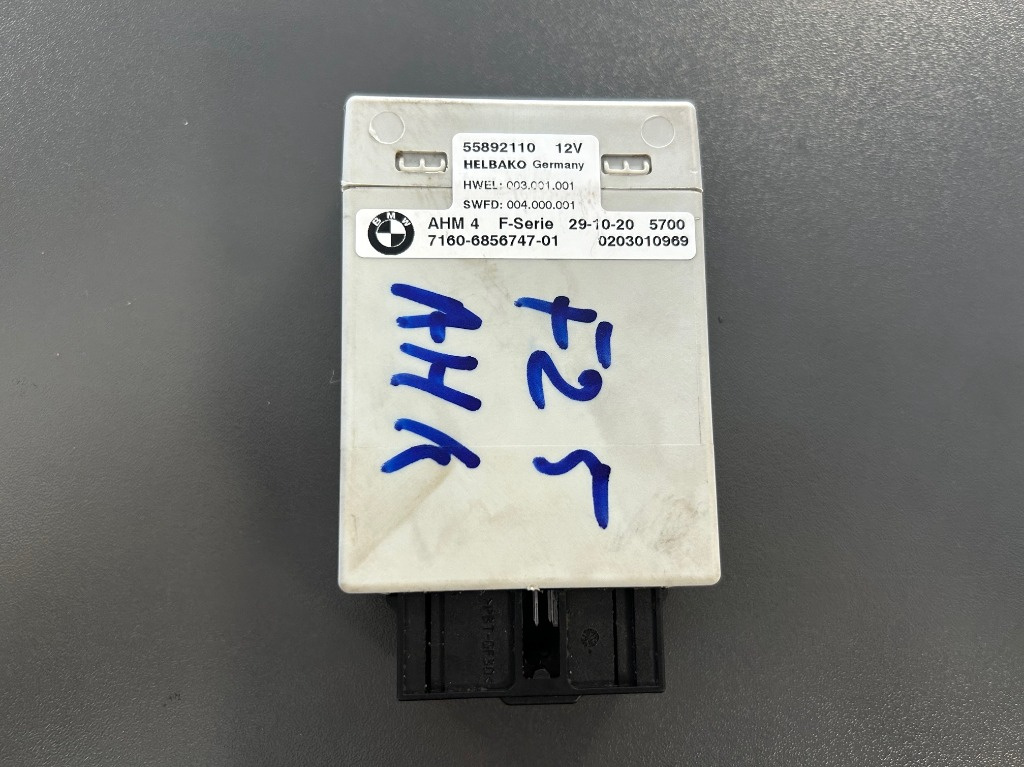 55892110 12V
HELBAKO Germany
HWEL: 003.001.001
SWFD: 004.000.001
BMW
AHM 4 F-Serie 29-10-20 5700
7160-6856747-01 0203010969
F25
AHK